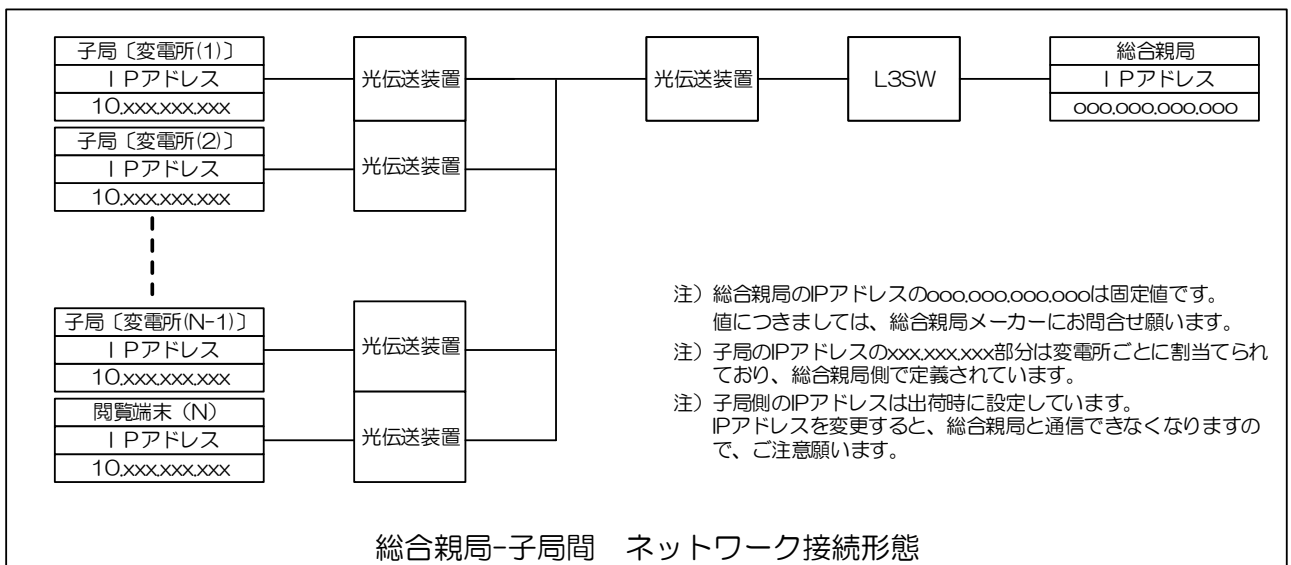 子局〔変電所(1)〕
IPアドレス
10.xxx.xxx.xxx
光伝送装置
光伝送装置
L3SW
総合親局
IPアドレス
ooo.ooo.ooo.ooo
子局〔変電所(2)〕
IPアドレス
10.xxx.xxx.xxx
光伝送装置
子局〔変電所(N-1)〕
IPアドレス
10.xxx.xxx.xxx
光伝送装置
閲覧端末(N)
IPアドレス
10.xxx.xxx.xxx
光伝送装置
注)総合親局のIPアドレスのooo.ooo.ooo.oooは固定値です。
値につきましては、総合親局メーカーにお問合せ願います。
注)子局のIPアドレスのxxx.xxx.xxx部分は変電所ごとに割当てられ
ており、総合親局側で定義されています。
注)子局側のIPアドレスは出荷時に設定しています。
IPアドレスを変更すると、総合親局と通信できなくなりますの
で、ご注意願います。
総合親局-子局間 ネットワーク接続形態